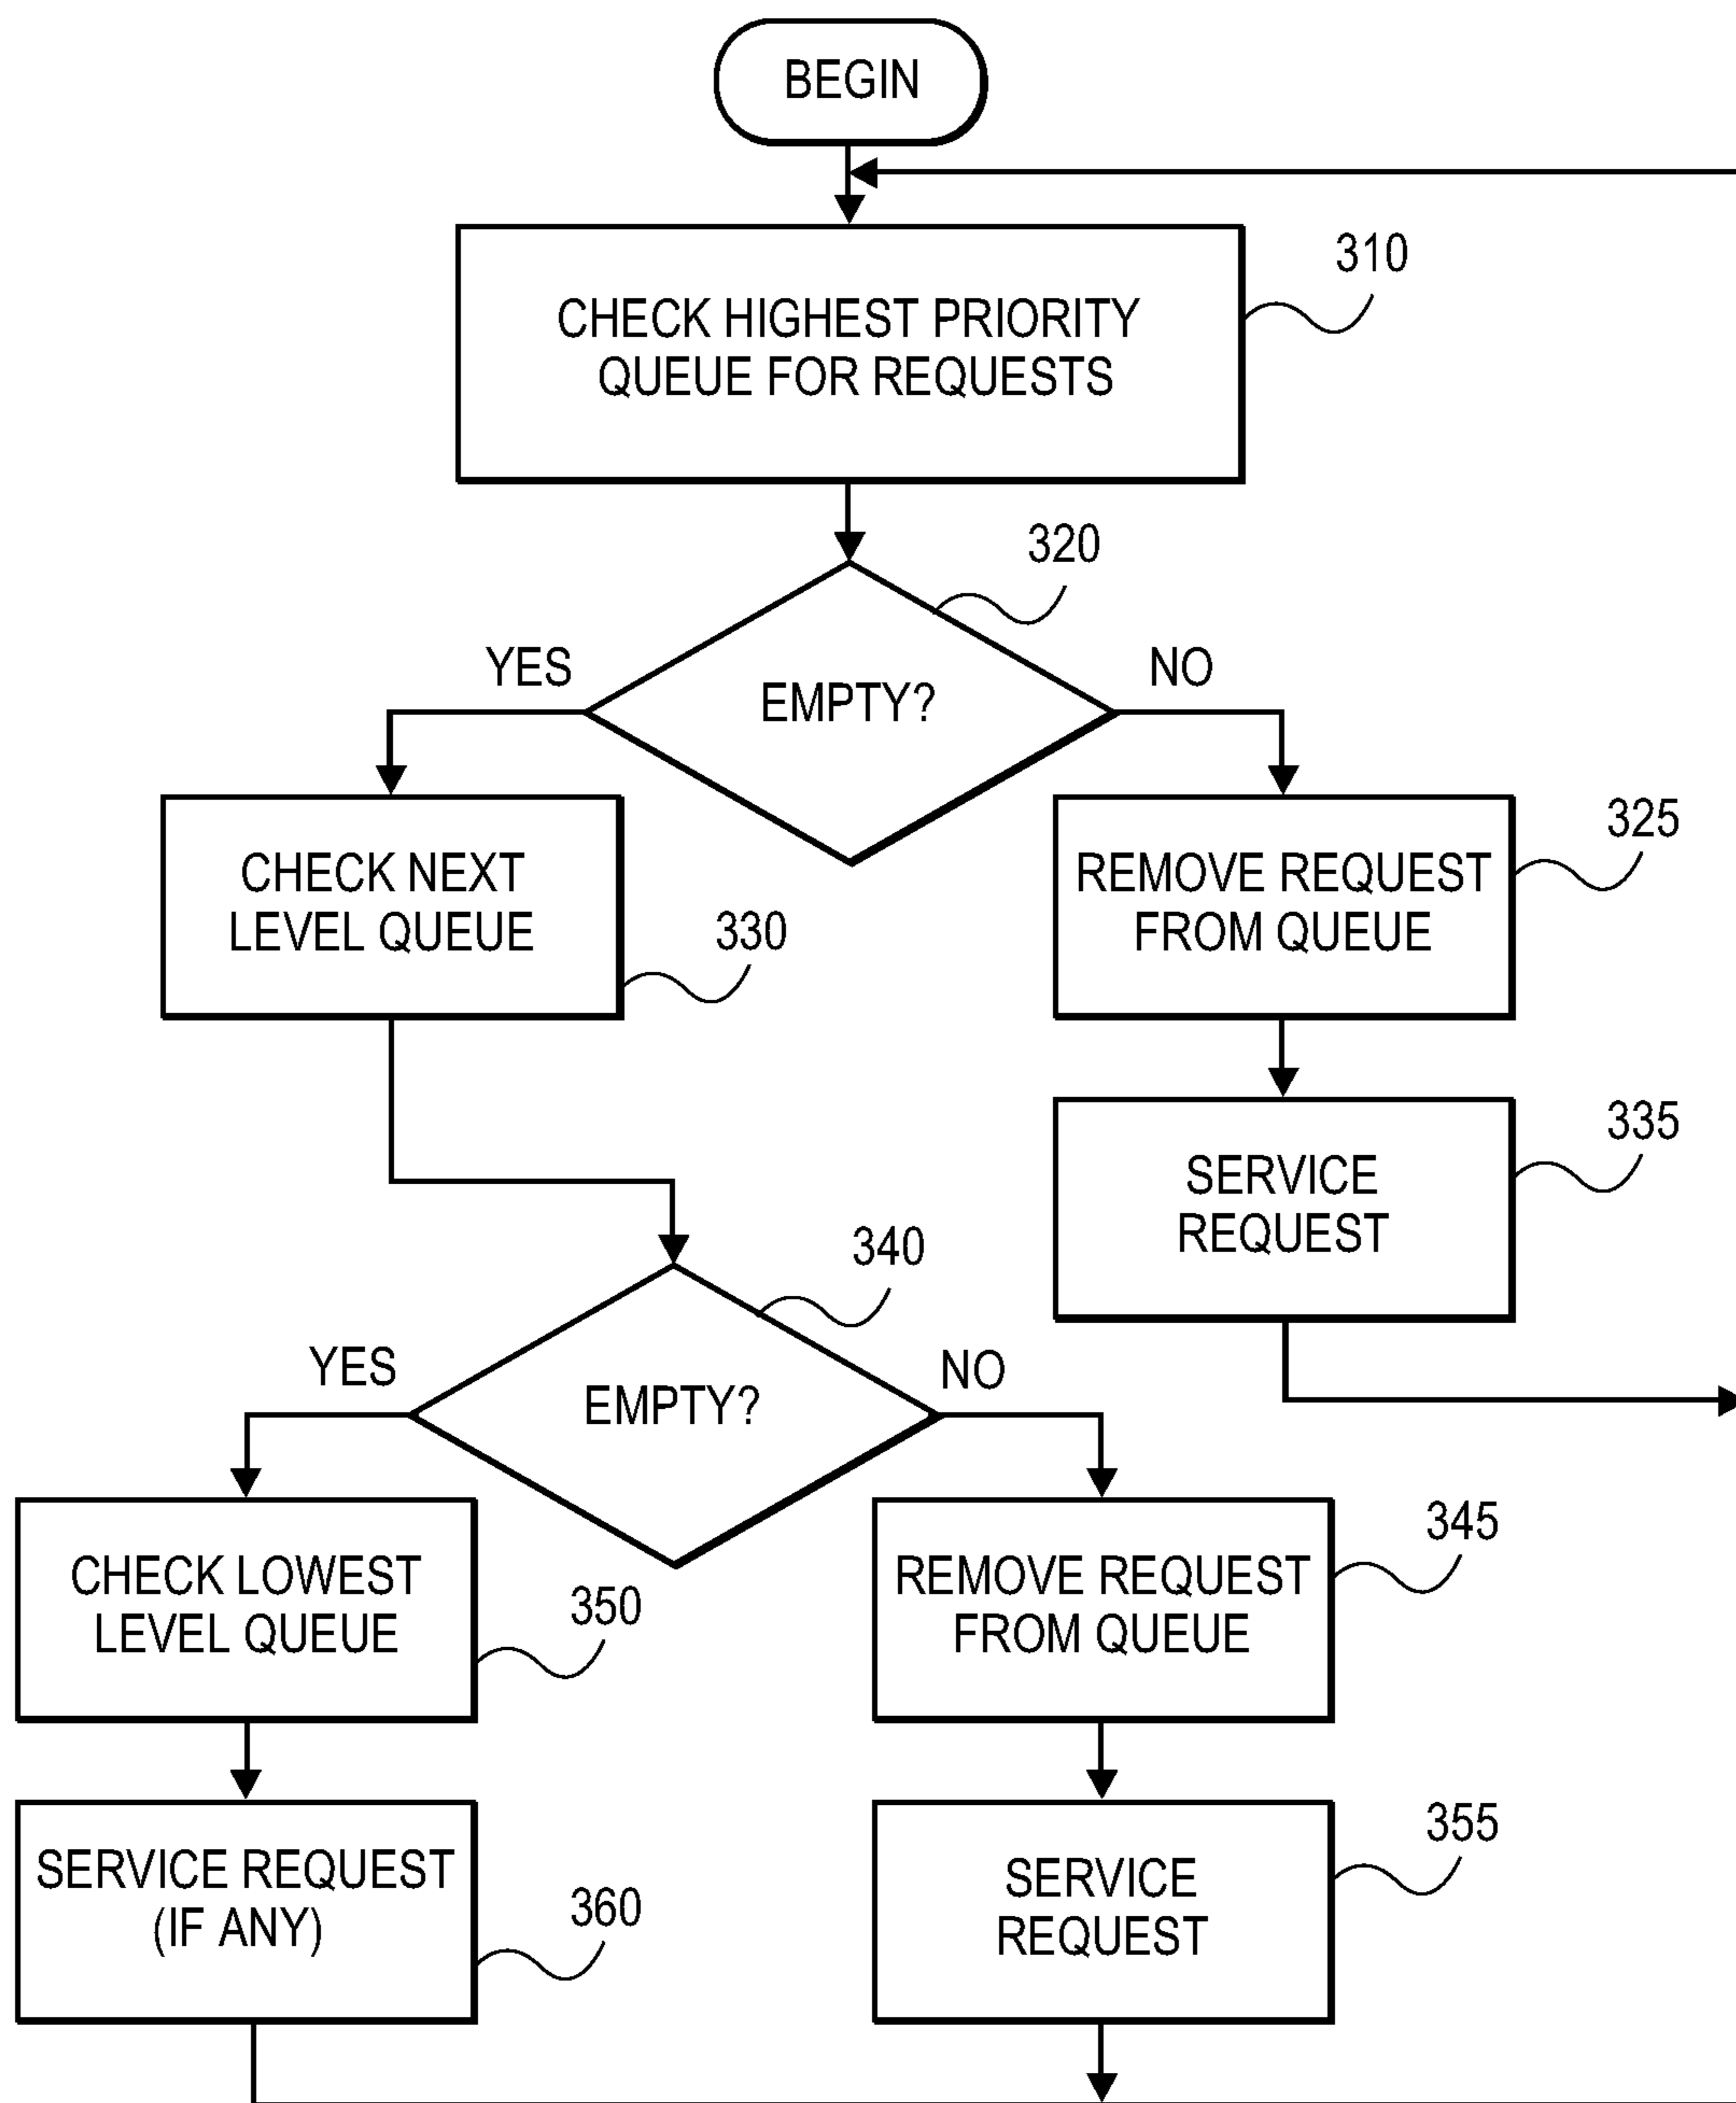 BEGIN
310
CHECK HIGHEST PRIORITY
QUEUE FOR REQUESTS
320
YES
NO
EMPTY?
CHECK NEXT
LEVEL QUEUE
330
REMOVE REQUEST
FROM QUEUE
325
SERVICE
REQUEST
335
340
YES
NO
EMPTY?
CHECK LOWEST
LEVEL QUEUE
350
REMOVE REQUEST
FROM QUEUE
345
SERVICE REQUEST
(IF ANY)
360
SERVICE
REQUEST
355